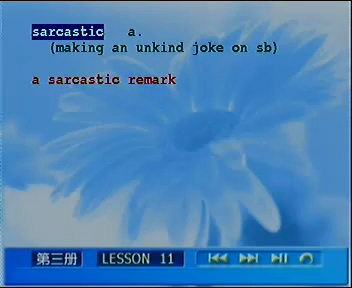 sarcastic a.
(making an unkind joke on sb)
a sarcastic remark
第三册 LESSON 11